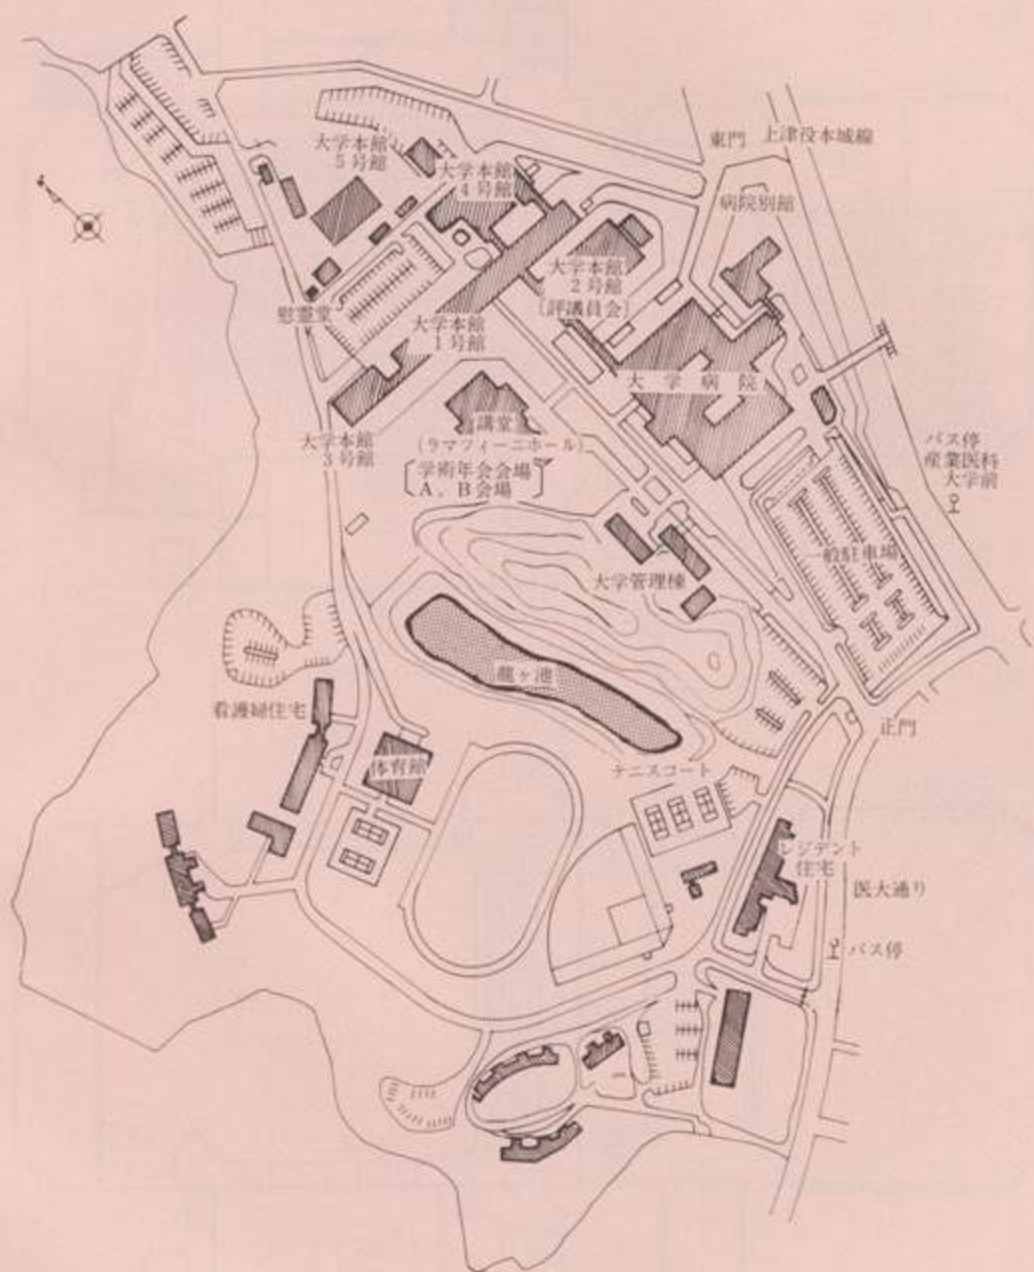 東門
上津役本城線
大学本館
5号館
大学本館
4号館
病院別館
大学本館
2号館
〔評議員会〕
慰霊堂
大学本館
1号館
大学病院
大学本館
3号館
講堂
(ラマツィーニホール)
学術年会会場
A、B会場
バス停
産業医科
大学前
一般駐車場
大学管理棟
龍ヶ池
看護婦住宅
正門
体育館
テニスコート
レジデント
住宅
医大通り
バス停